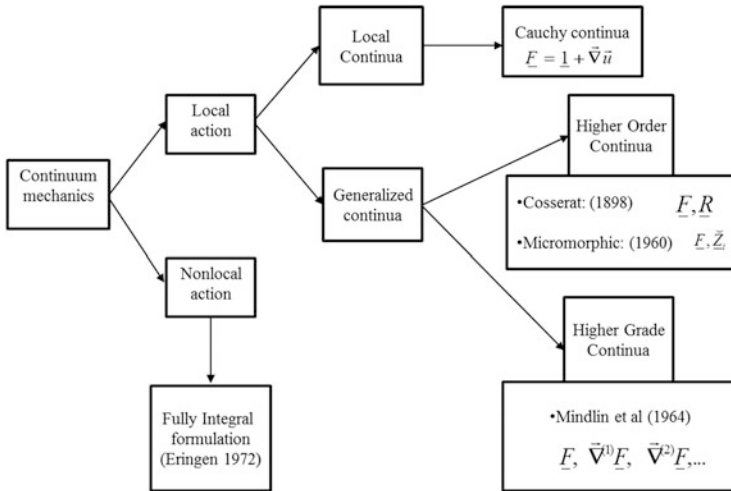 Continuum
mechanics
Local
action
Nonlocal
action
Fully Integral
formulation
(Eringen 1972)
Local
Continua
Generalized
continua
Cauchy continua
F = 1 + ∇⃗u⃗
Higher Order
Continua
•Cosserat: (1898) F, R
•Micromorphic: (1960) F, Z̄ᵢ
Higher Grade
Continua
•Mindlin et al (1964)
F, ∇⃗⁽¹⁾F, ∇⃗⁽²⁾F,...